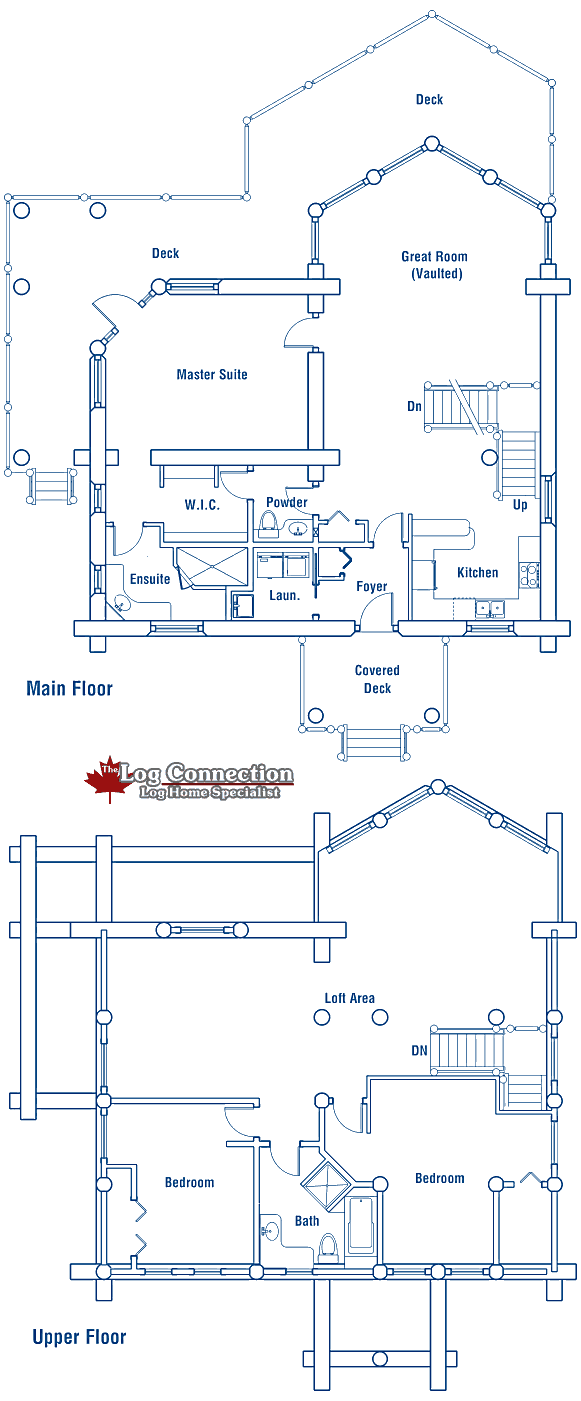 Deck
Great Room
(Vaulted)
Deck
Master Suite
Dn
W.I.C.
Powder
Up
Ensuite
Laun.
Foyer
Kitchen
Covered
Deck
Main Floor
The Log Connection
Log Home Specialist
Loft Area
DN
Bedroom
Bedroom
Bath
Upper Floor